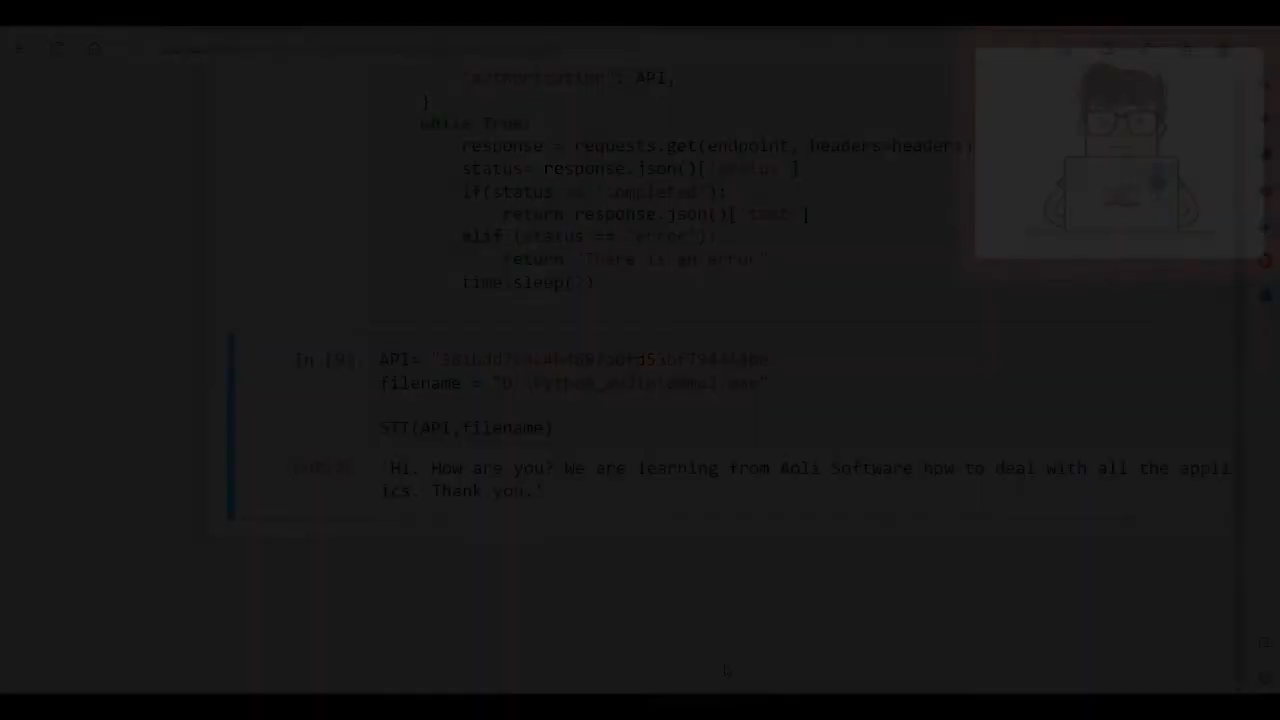 "authorization": API,
}
while True:
response = requests.get(endpoint, headers=headers)
status= response.json()['status']
if(status == 'completed'):
return response.json()['text']
elif (status == "error"):
return "There is an error"
time.sleep(2)
In [9]: API=
filename =
STT(API,filename)
'Hi. How are you? We are learning from Aoli Software how to deal with all the appli
ics. Thank you.'